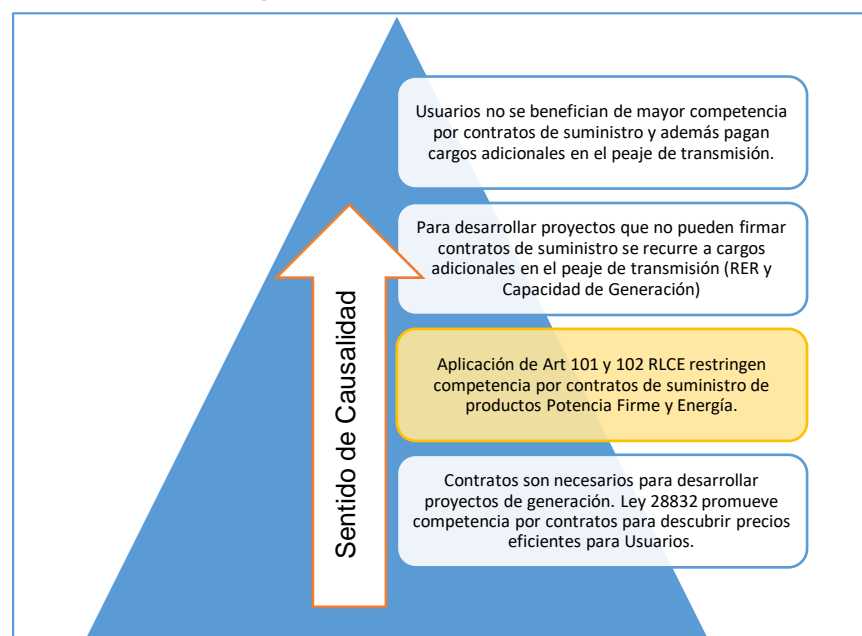 Usuarios no se benefician de mayor competencia
por contratos de suministro y además pagan
cargos adicionales en el peaje de transmisión.
Para desarrollar proyectos que no pueden firmar
contratos de suministro se recurre a cargos
adicionales en el peaje de transmisión (RER y
Capacidad de Generación)
Aplicación de Art 101 y 102 RLCE restringen
competencia por contratos de suministro de
productos Potencia Firme y Energía.
Contratos son necesarios para desarrollar
proyectos de generación. Ley 28832 promueve
competencia por contratos para descubrir precios
eficientes para Usuarios.
Sentido de Causalidad